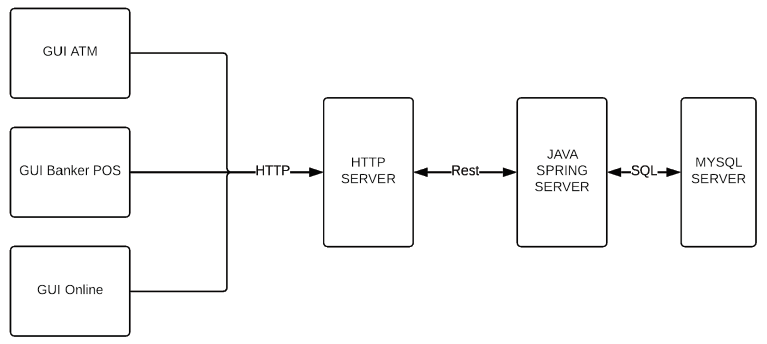 GUI ATM
GUI Banker POS
GUI Online
HTTP
HTTP
SERVER
Rest
JAVA
SPRING
SERVER
SQL
MYSQL
SERVER